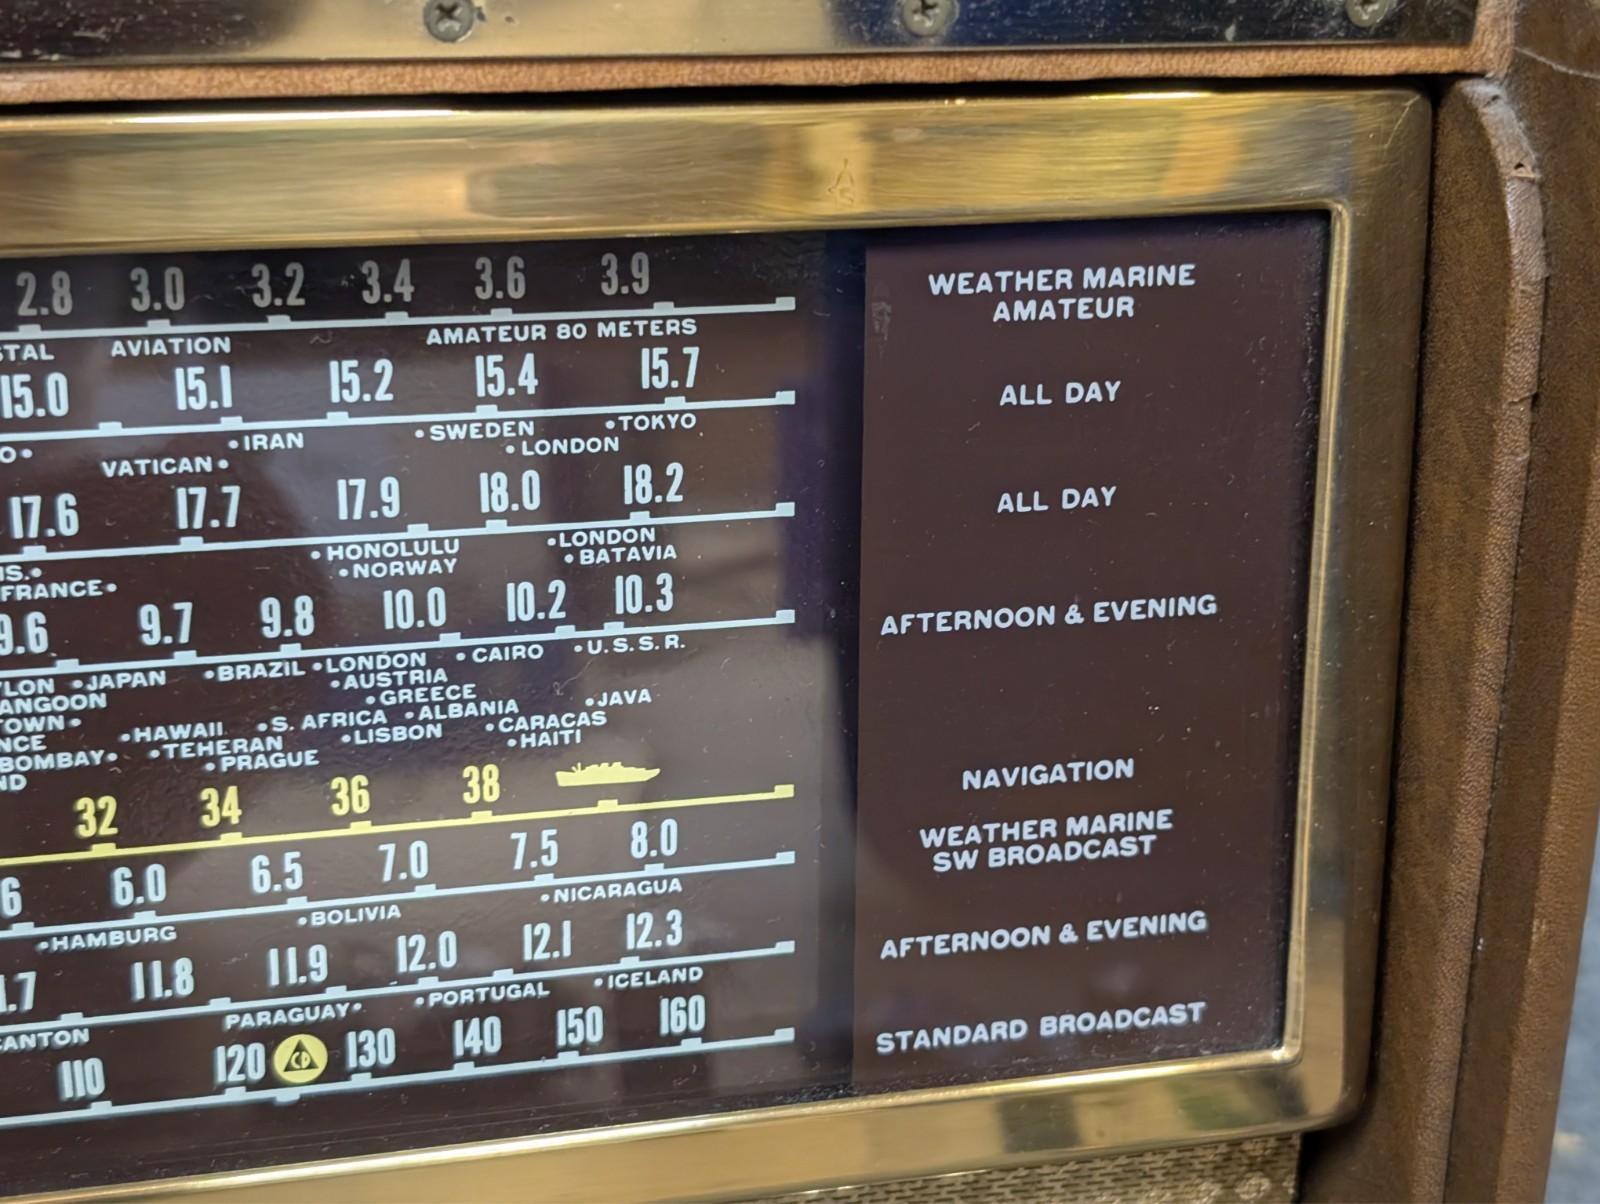 2.8 3.0 3.2 3.4 3.6 3.9
WEATHER MARINE
AMATEUR
AVIATION AMATEUR 80 METERS
15.0 15.1 15.2 15.4 15.7
ALL DAY
•IRAN •SWEDEN •TOKYO
VATICAN• •LONDON
17.6 17.7 17.9 18.0 18.2
ALL DAY
•HONOLULU •LONDON
•NORWAY •BATAVIA
FRANCE•
9.6 9.7 9.8 10.0 10.2 10.3
AFTERNOON & EVENING
•JAPAN •BRAZIL •LONDON •CAIRO •U.S.S.R.
•AUSTRIA
•GREECE •JAVA
•HAWAII •S. AFRICA •ALBANIA
•CARACAS
BOMBAY• •TEHERAN •LISBON •HAITI
•PRAGUE
32 34 36 38
NAVIGATION
6.0 6.5 7.0 7.5 8.0
WEATHER MARINE
SW BROADCAST
•HAMBURG •BOLIVIA •NICARAGUA
11.8 11.9 12.0 12.1 12.3
AFTERNOON & EVENING
PARAGUAY• •PORTUGAL •ICELAND
110 120 CD 130 140 150 160
STANDARD BROADCAST